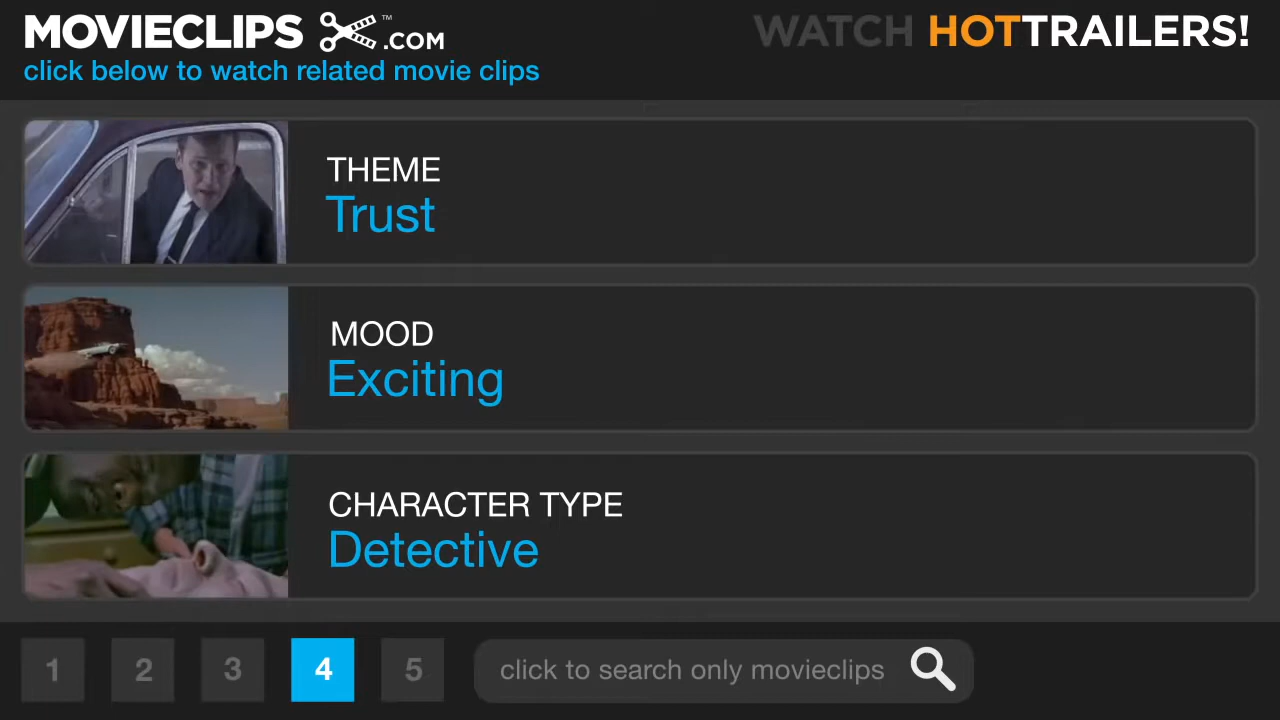 MOVIECLIPS™.COM
WATCH HOTTRAILERS!
click below to watch related movie clips
THEME
Trust
MOOD
Exciting
CHARACTER TYPE
Detective
1 2 3 4 5
click to search only movieclips